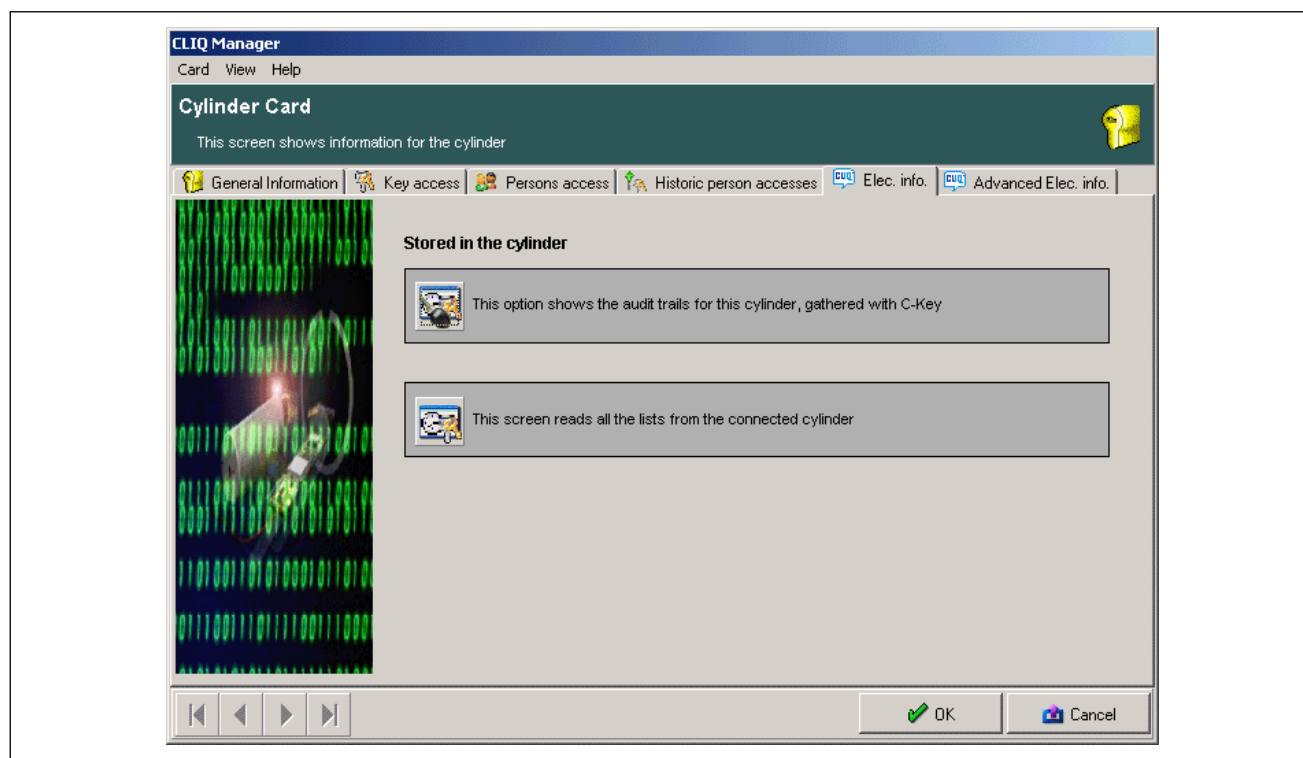 CLIQ Manager
Card View Help
Cylinder Card
This screen shows information for the cylinder
General Information Key access Persons access Historic person accesses CLIQ Elec. info. CLIQ Advanced Elec. info.
Stored in the cylinder
This option shows the audit trails for this cylinder, gathered with C-Key
This screen reads all the lists from the connected cylinder
OK Cancel